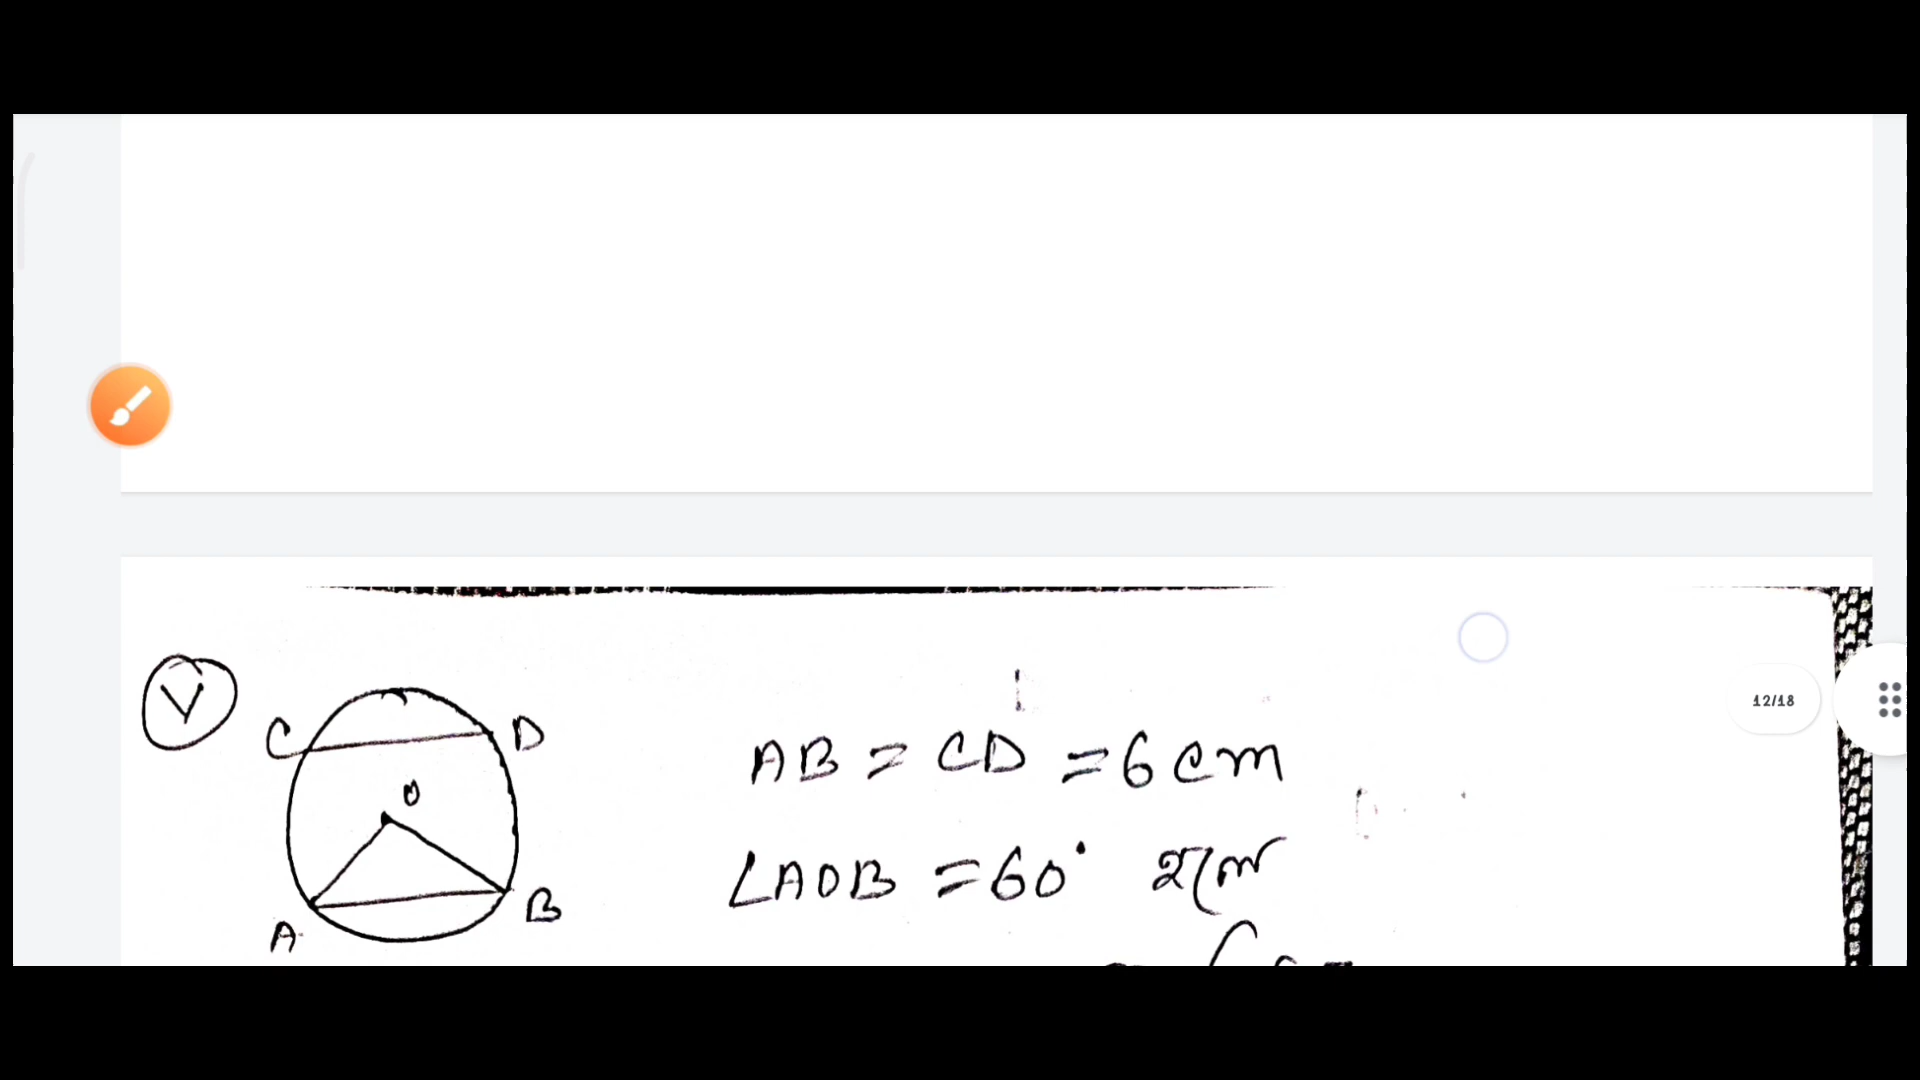 V
C
D
O
A
B
AB = CD = 6 cm
∠AOB = 60° হলে
12/18